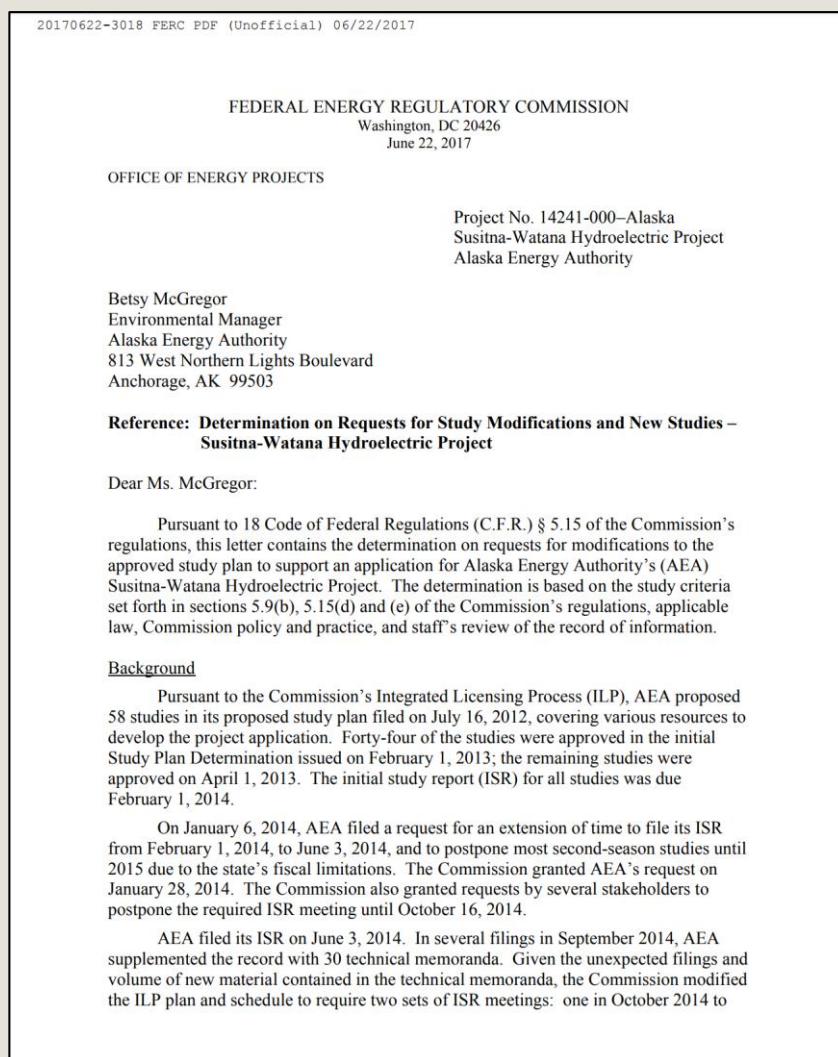 20170622-3018 FERC PDF (Unofficial) 06/22/2017
FEDERAL ENERGY REGULATORY COMMISSION
Washington, DC 20426
June 22, 2017
OFFICE OF ENERGY PROJECTS
Project No. 14241-000–Alaska
Susitna-Watana Hydroelectric Project
Alaska Energy Authority
Betsy McGregor
Environmental Manager
Alaska Energy Authority
813 West Northern Lights Boulevard
Anchorage, AK  99503
Reference:  Determination on Requests for Study Modifications and New Studies –
Susitna-Watana Hydroelectric Project
Dear Ms. McGregor:
Pursuant to 18 Code of Federal Regulations (C.F.R.) § 5.15 of the Commission’s
regulations, this letter contains the determination on requests for modifications to the
approved study plan to support an application for Alaska Energy Authority’s (AEA)
Susitna-Watana Hydroelectric Project.  The determination is based on the study criteria
set forth in sections 5.9(b), 5.15(d) and (e) of the Commission’s regulations, applicable
law, Commission policy and practice, and staff’s review of the record of information.
Background
Pursuant to the Commission’s Integrated Licensing Process (ILP), AEA proposed
58 studies in its proposed study plan filed on July 16, 2012, covering various resources to
develop the project application.  Forty-four of the studies were approved in the initial
Study Plan Determination issued on February 1, 2013; the remaining studies were
approved on April 1, 2013.  The initial study report (ISR) for all studies was due
February 1, 2014.
On January 6, 2014, AEA filed a request for an extension of time to file its ISR
from February 1, 2014, to June 3, 2014, and to postpone most second-season studies until
2015 due to the state’s fiscal limitations.  The Commission granted AEA’s request on
January 28, 2014.  The Commission also granted requests by several stakeholders to
postpone the required ISR meeting until October 16, 2014.
AEA filed its ISR on June 3, 2014.  In several filings in September 2014, AEA
supplemented the record with 30 technical memoranda.  Given the unexpected filings and
volume of new material contained in the technical memoranda, the Commission modified
the ILP plan and schedule to require two sets of ISR meetings:  one in October 2014 to